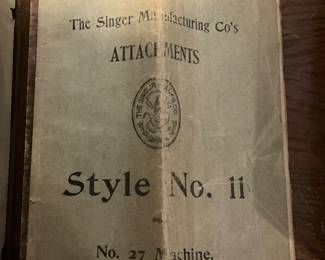 The Singer Manufacturing Co's
ATTACHMENTS
Style No. 11
No. 27 Machine.